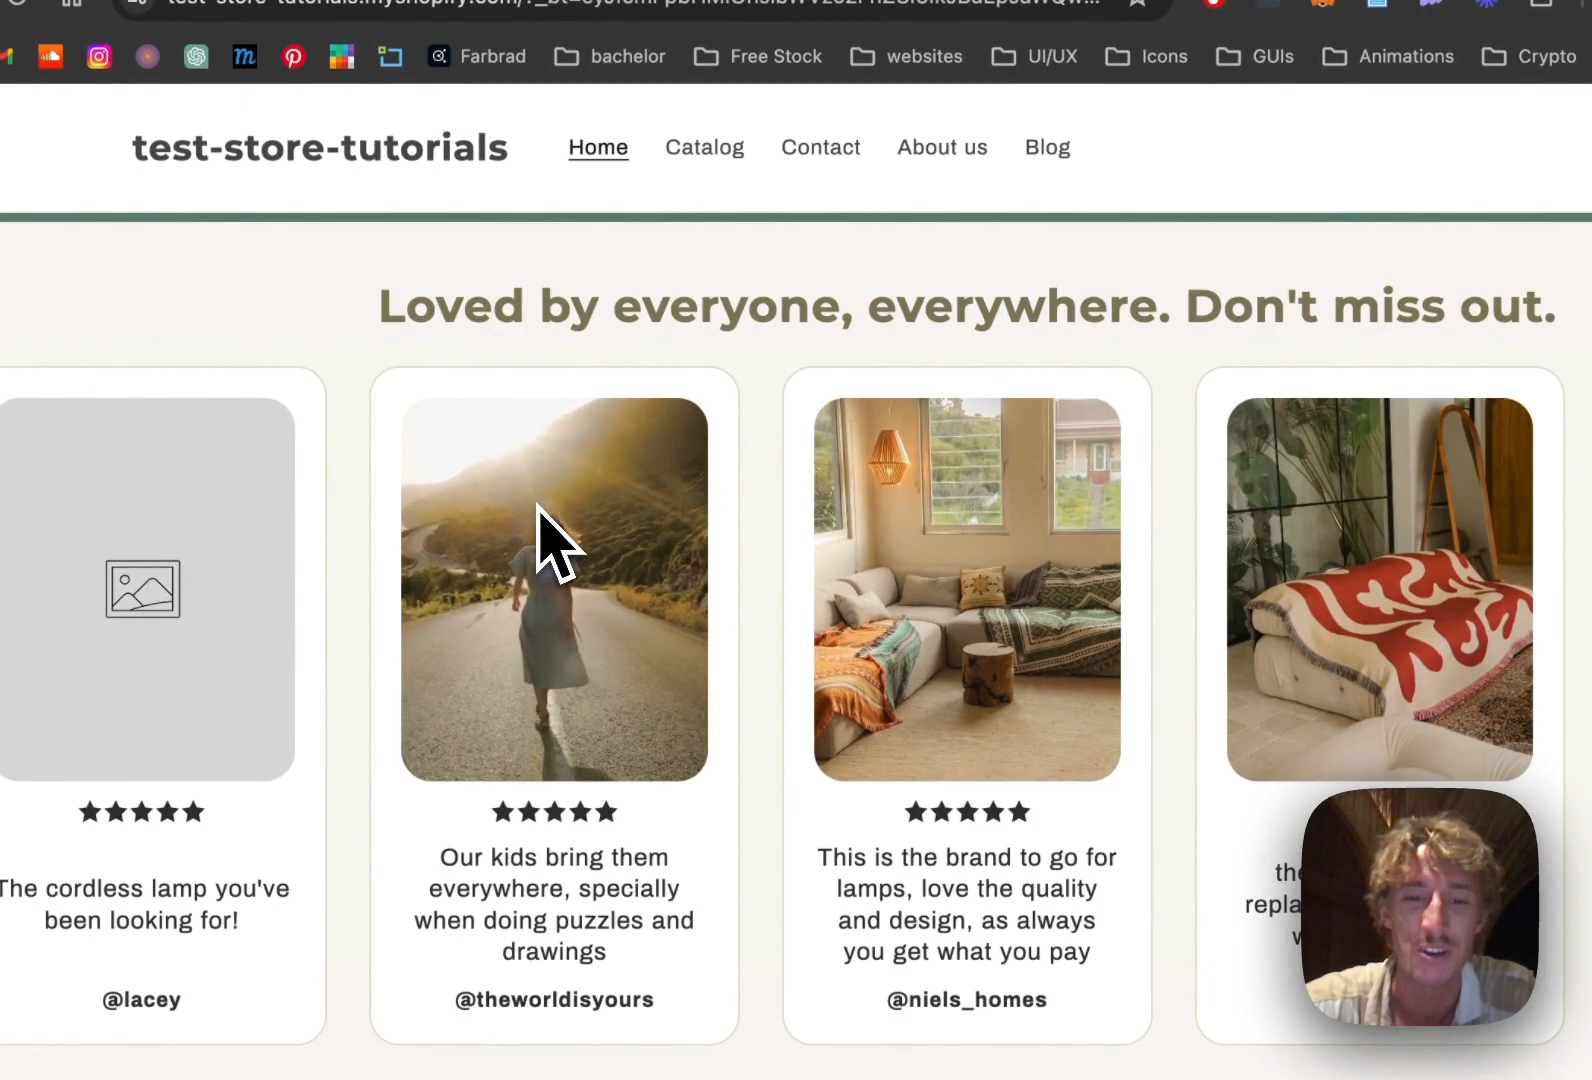 Farbrad
bachelor
Free Stock
websites
UI/UX
Icons
GUIs
Animations
Crypto
test-store-tutorials
Home
Catalog
Contact
About us
Blog
Loved by everyone, everywhere. Don't miss out.
The cordless lamp you've
been looking for!
@lacey
Our kids bring them
everywhere, specially
when doing puzzles and
drawings
@theworldisyours
This is the brand to go for
lamps, love the quality
and design, as always
you get what you pay
@niels_homes